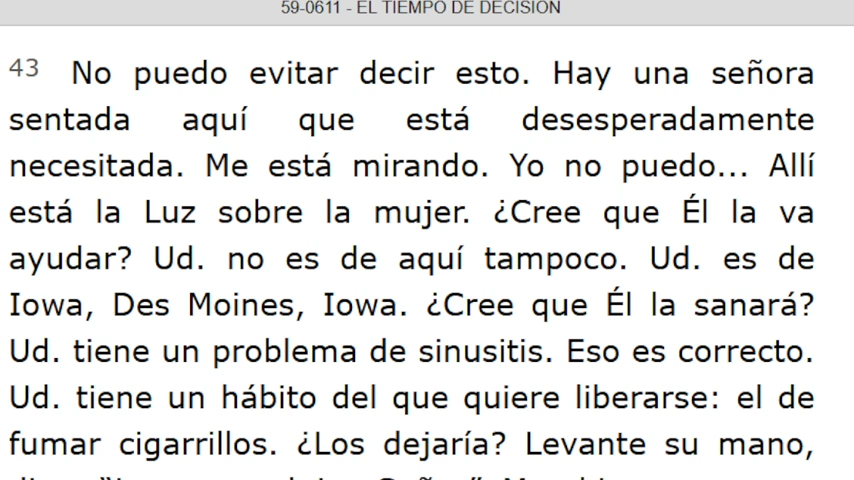 59-0611 - EL TIEMPO DE DECISIÓN
43 No puedo evitar decir esto. Hay una señora
sentada aquí que está desesperadamente
necesitada. Me está mirando. Yo no puedo... Allí
está la Luz sobre la mujer. ¿Cree que Él la va
ayudar? Ud. no es de aquí tampoco. Ud. es de
Iowa, Des Moines, Iowa. ¿Cree que Él la sanará?
Ud. tiene un problema de sinusitis. Eso es correcto.
Ud. tiene un hábito del que quiere liberarse: el de
fumar cigarrillos. ¿Los dejaría? Levante su mano,